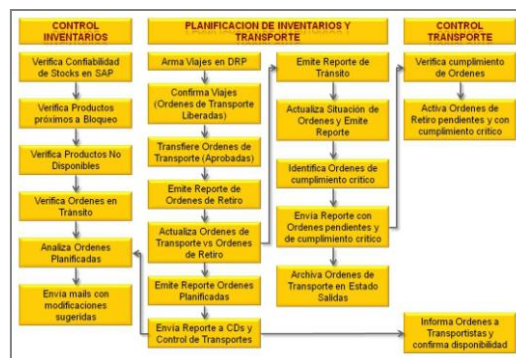 CONTROL
INVENTARIOS
Verifica Confiabilidad
de Stocks en SAP
Verifica Productos
próximos a Bloqueo
Verifica Productos No
Disponibles
Verifica Ordenes en
Tránsito
Analiza Ordenes
Planificadas
Envía mails con
modificaciones
sugeridas
PLANIFICACION DE INVENTARIOS Y
TRANSPORTE
Arma Viajes en DRP
Confirma Viajes
(Ordenes de Transporte
Liberadas)
Transfiere Ordenes de
Transporte (Aprobadas)
Emite Reporte de
Ordenes de Retiro
Actualiza Ordenes de
Transporte vs Ordenes
de Retiro
Emite Reporte Ordenes
Planificadas
Envía Reporte a CDs y
Control de Transportes
Emite Reporte de
Tránsito
Actualiza Situación de
Ordenes y Emite
Reporte
Identifica Ordenes de
cumplimiento crítico
Envía Reporte con
Ordenes pendientes y
de cumplimiento crítico
Archiva Ordenes de
Transporte en Estado
Salidas
CONTROL
TRANSPORTE
Verifica cumplimiento
de Ordenes
Activa Ordenes de
Retiro pendientes y con
cumplimiento crítico
Informa Ordenes a
Transportistas y
confirma disponibilidad